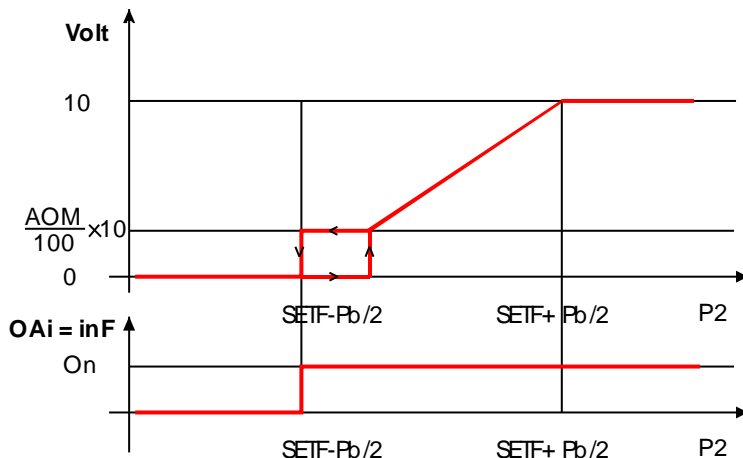 Volt
10
AOM
100 ×10
0
SETF-Pb/2 SETF+ Pb/2 P2
OAi = inF
On
SETF-Pb/2 SETF+ Pb/2 P2